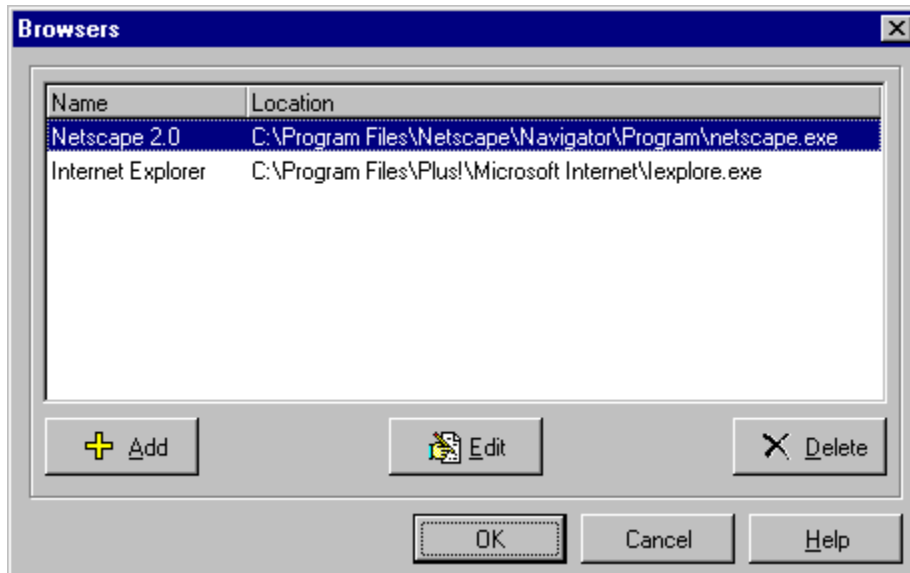 Browsers
Name Location
Netscape 2.0 C:\Program Files\Netscape\Navigator\Program\netscape.exe
Internet Explorer C:\Program Files\Plus!\Microsoft Internet\Iexplore.exe
Add Edit Delete
OK Cancel Help